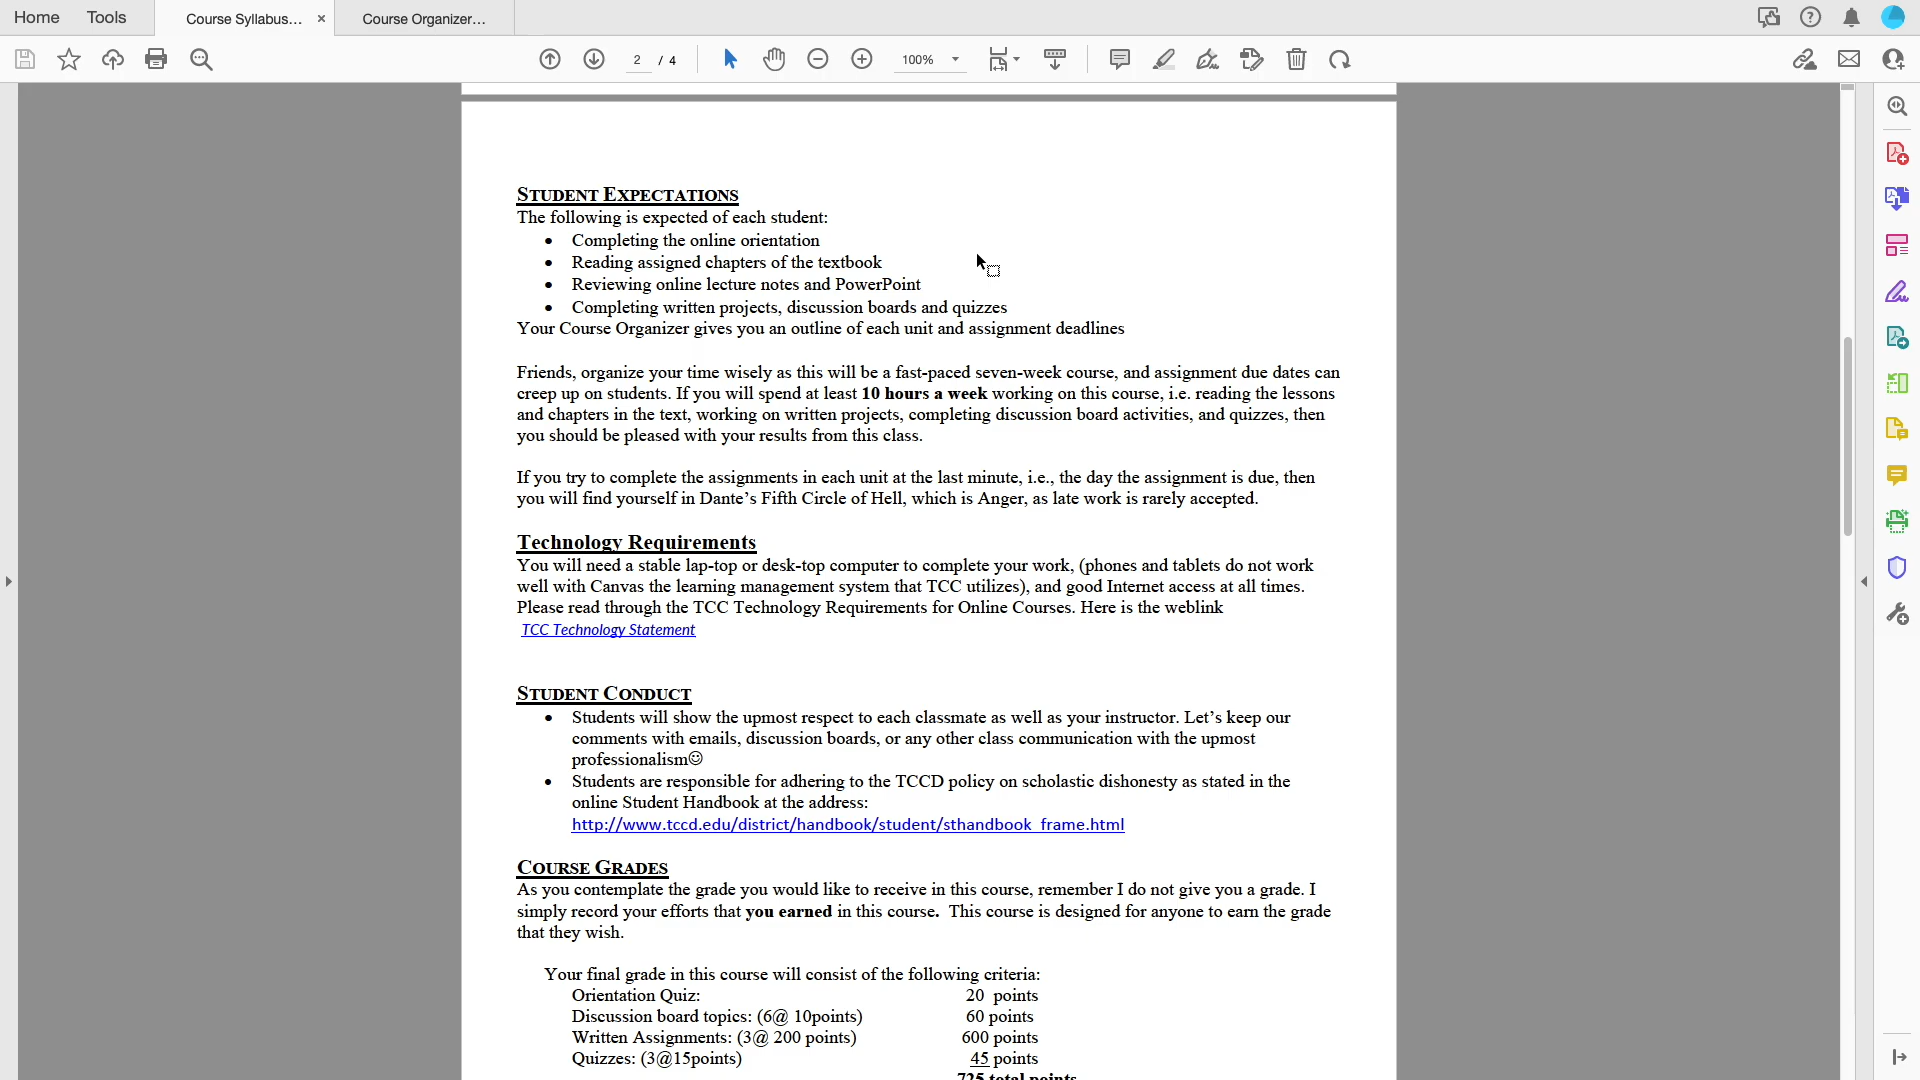 Home Tools Course Syllabus... × Course Organizer...
2 / 4 100%
STUDENT EXPECTATIONS
The following is expected of each student:
• Completing the online orientation
• Reading assigned chapters of the textbook
• Reviewing online lecture notes and PowerPoint
• Completing written projects, discussion boards and quizzes
Your Course Organizer gives you an outline of each unit and assignment deadlines
Friends, organize your time wisely as this will be a fast-paced seven-week course, and assignment due dates can
creep up on students. If you will spend at least 10 hours a week working on this course, i.e. reading the lessons
and chapters in the text, working on written projects, completing discussion board activities, and quizzes, then
you should be pleased with your results from this class.
If you try to complete the assignments in each unit at the last minute, i.e., the day the assignment is due, then
you will find yourself in Dante's Fifth Circle of Hell, which is Anger, as late work is rarely accepted.
Technology Requirements
You will need a stable lap-top or desk-top computer to complete your work, (phones and tablets do not work
well with Canvas the learning management system that TCC utilizes), and good Internet access at all times.
Please read through the TCC Technology Requirements for Online Courses. Here is the weblink
TCC Technology Statement
STUDENT CONDUCT
• Students will show the upmost respect to each classmate as well as your instructor. Let's keep our
comments with emails, discussion boards, or any other class communication with the upmost
professionalism☺
• Students are responsible for adhering to the TCCD policy on scholastic dishonesty as stated in the
online Student Handbook at the address:
http://www.tccd.edu/district/handbook/student/sthandbook_frame.html
COURSE GRADES
As you contemplate the grade you would like to receive in this course, remember I do not give you a grade. I
simply record your efforts that you earned in this course. This course is designed for anyone to earn the grade
that they wish.
Your final grade in this course will consist of the following criteria:
Orientation Quiz: 20 points
Discussion board topics: (6@ 10points) 60 points
Written Assignments: (3@ 200 points) 600 points
Quizzes: (3@15points) 45 points
725 total points